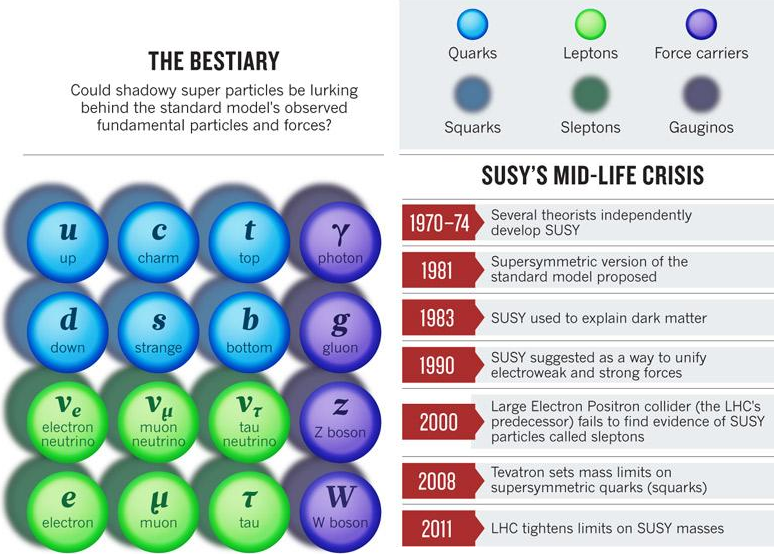 THE BESTIARY
Could shadowy super particles be lurking
behind the standard model's observed
fundamental particles and forces?
Quarks
Leptons
Force carriers
Squarks
Sleptons
Gauginos
u
up
c
charm
t
top
γ
photon
d
down
s
strange
b
bottom
g
gluon
νe
electron
neutrino
νμ
muon
neutrino
ντ
tau
neutrino
z
Z boson
e
electron
μ
muon
τ
tau
W
W boson
SUSY'S MID-LIFE CRISIS
1970–74
Several theorists independently
develop SUSY
1981
Supersymmetric version of the
standard model proposed
1983
SUSY used to explain dark matter
1990
SUSY suggested as a way to unify
electroweak and strong forces
2000
Large Electron Positron collider (the LHC's
predecessor) fails to find evidence of SUSY
particles called sleptons
2008
Tevatron sets mass limits on
supersymmetric quarks (squarks)
2011
LHC tightens limits on SUSY masses